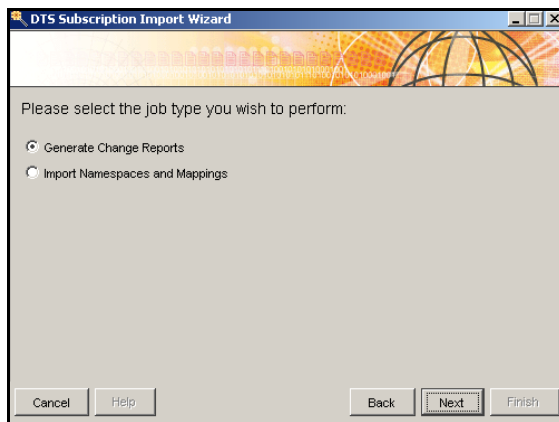 DTS Subscription Import Wizard
Please select the job type you wish to perform:
Generate Change Reports
Import Namespaces and Mappings
Cancel Help Back Next Finish